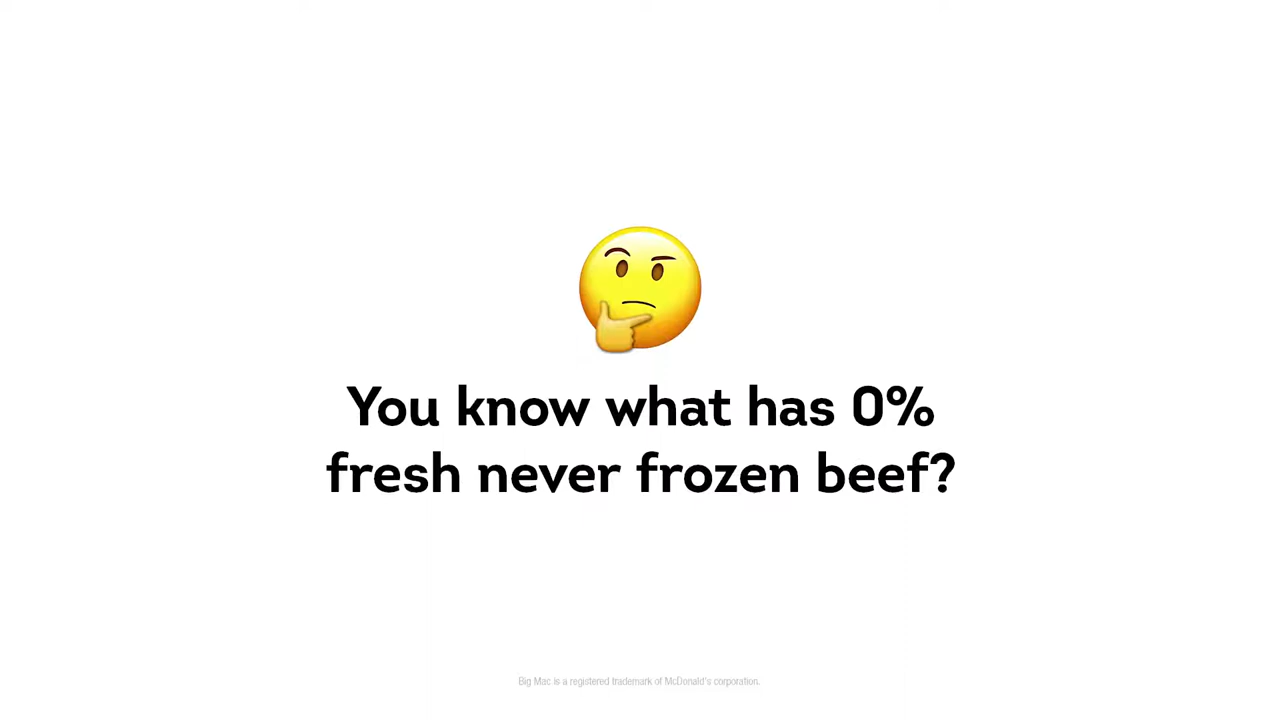 You know what has 0%
fresh never frozen beef?
Big Mac is a registered trademark of McDonald's corporation.